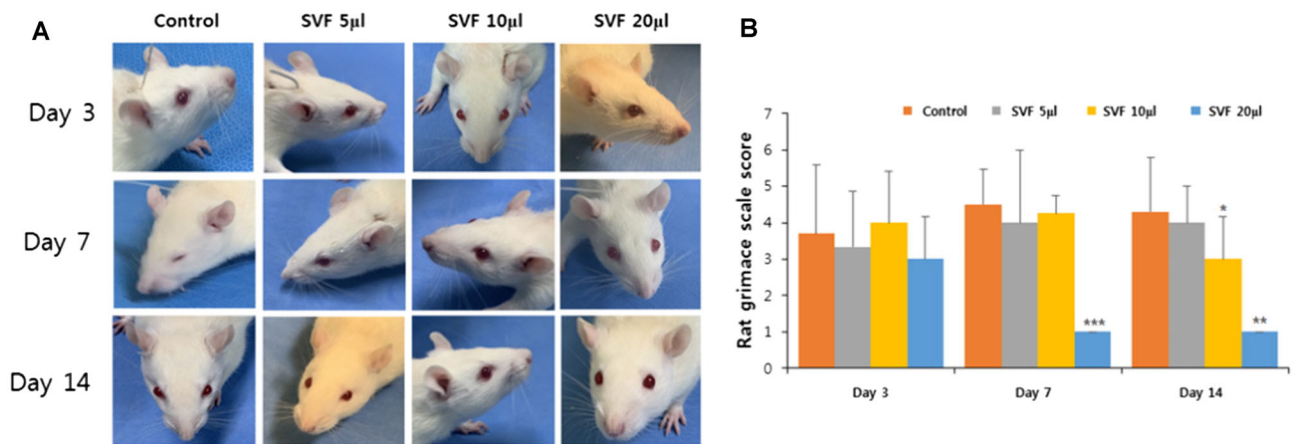 A
Control SVF 5μl SVF 10μl SVF 20μl
Day 3
Day 7
Day 14
B
Control SVF 5μl SVF 10μl SVF 20μl
Rat grimace scale score
7
6
5
4
3
2
1
0
*
***
**
Day 3 Day 7 Day 14